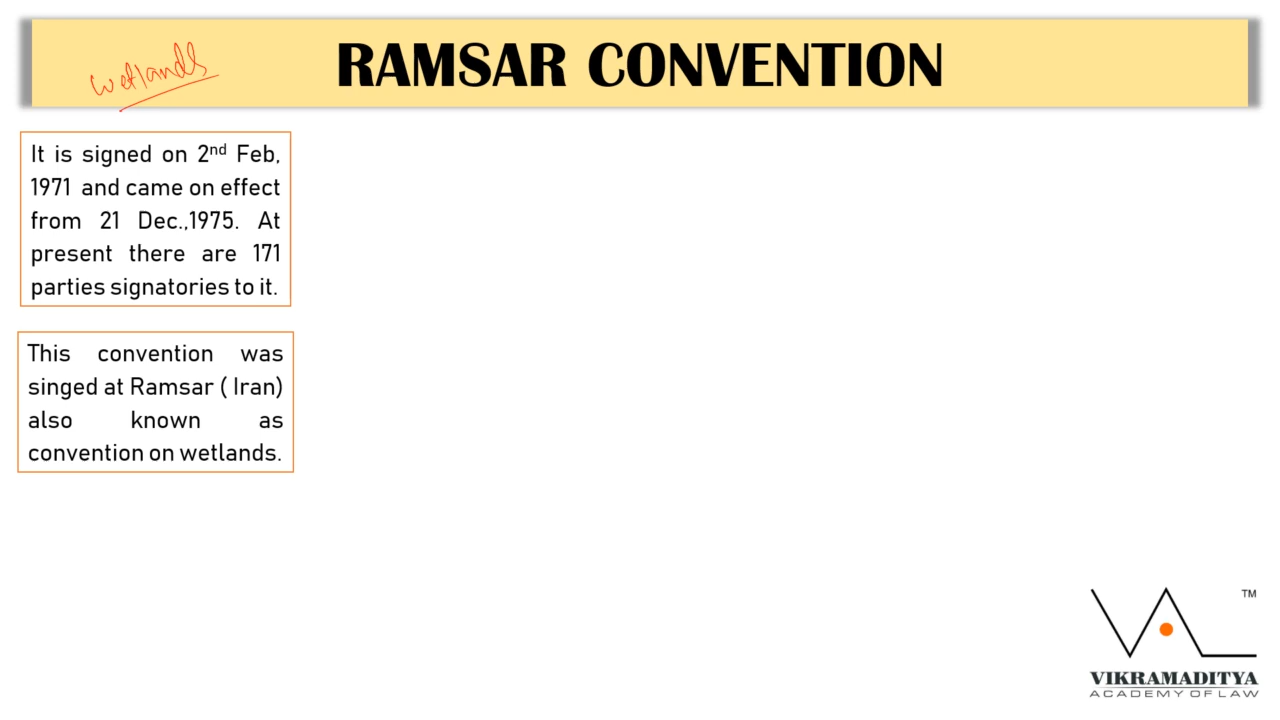 wetlands
RAMSAR CONVENTION
It is signed on 2nd Feb,
1971 and came on effect
from 21 Dec.,1975. At
present there are 171
parties signatories to it.
This convention was
singed at Ramsar ( Iran)
also known as
convention on wetlands.
TM
VIKRAMADITYA
ACADEMY OF LAW